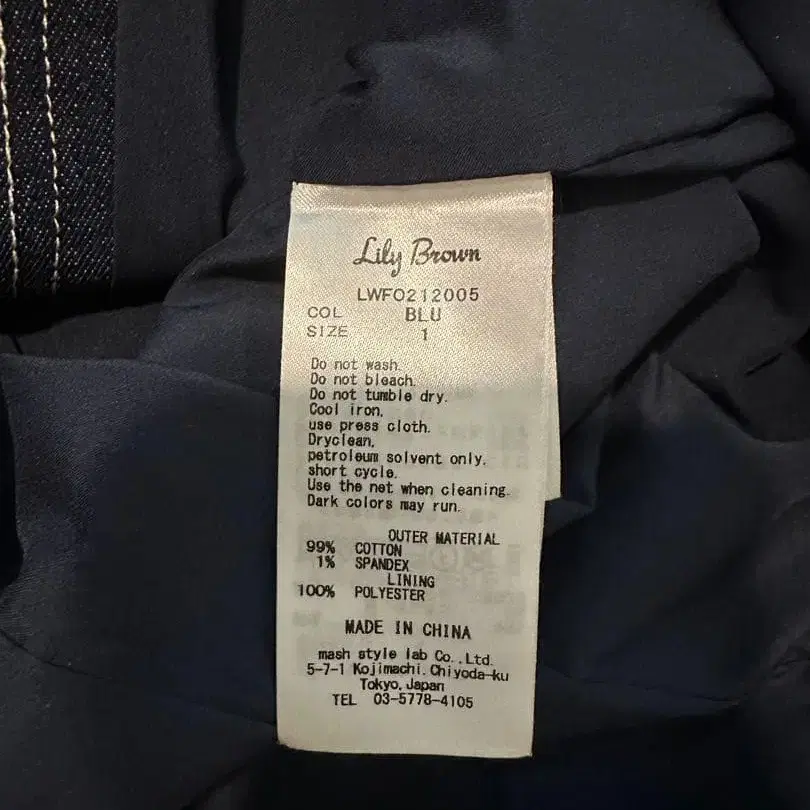 Lily Brown
LWFO212005
COL BLU
SIZE 1
Do not wash.
Do not bleach.
Do not tumble dry.
Cool iron,
use press cloth.
Dryclean,
petroleum solvent only,
short cycle.
Use the net when cleaning.
Dark colors may run.
OUTER MATERIAL
99% COTTON
1% SPANDEX
LINING
100% POLYESTER
MADE IN CHINA
mash style lab Co.,Ltd.
5-7-1 Kojimachi,Chiyoda-ku
Tokyo,Japan
TEL 03-5778-4105